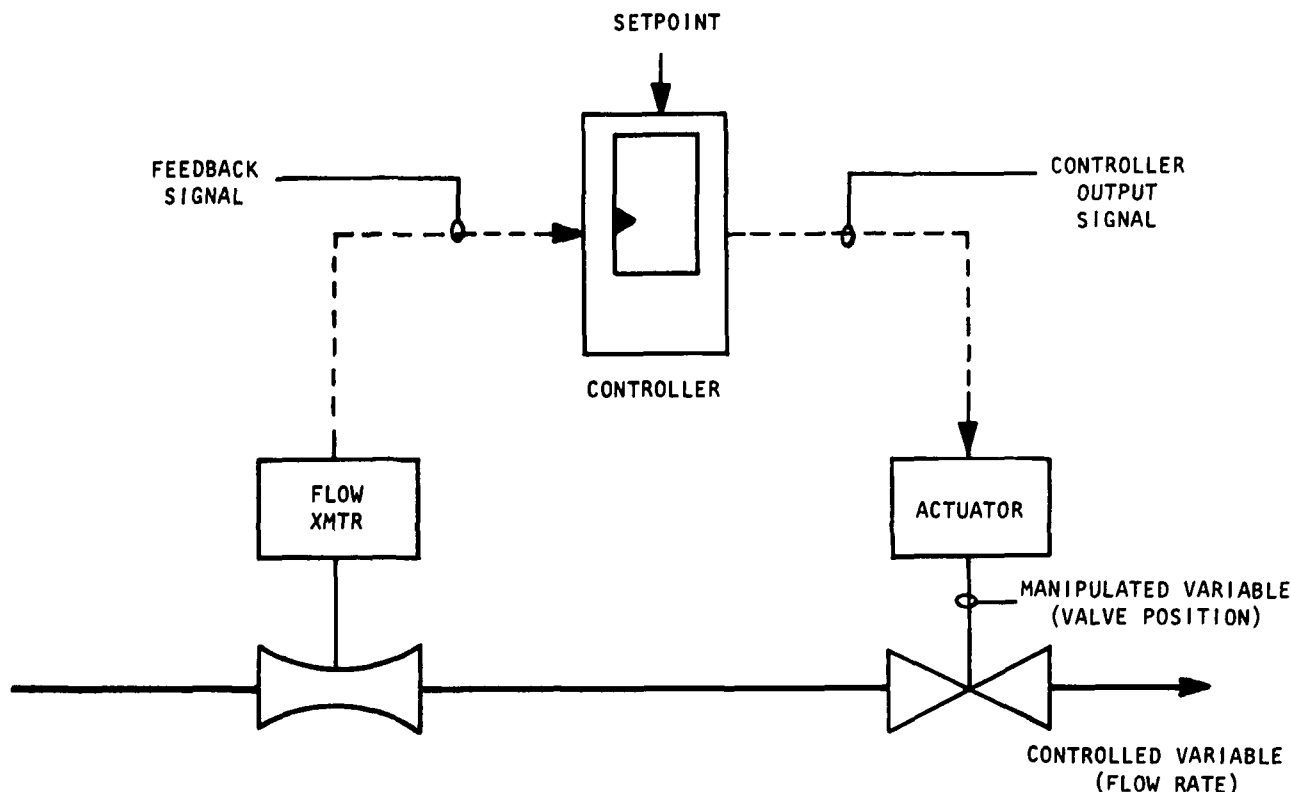 SETPOINT
FEEDBACK
SIGNAL
CONTROLLER
OUTPUT
SIGNAL
CONTROLLER
FLOW
XMTR
ACTUATOR
MANIPULATED VARIABLE
(VALVE POSITION)
CONTROLLED VARIABLE
(FLOW RATE)